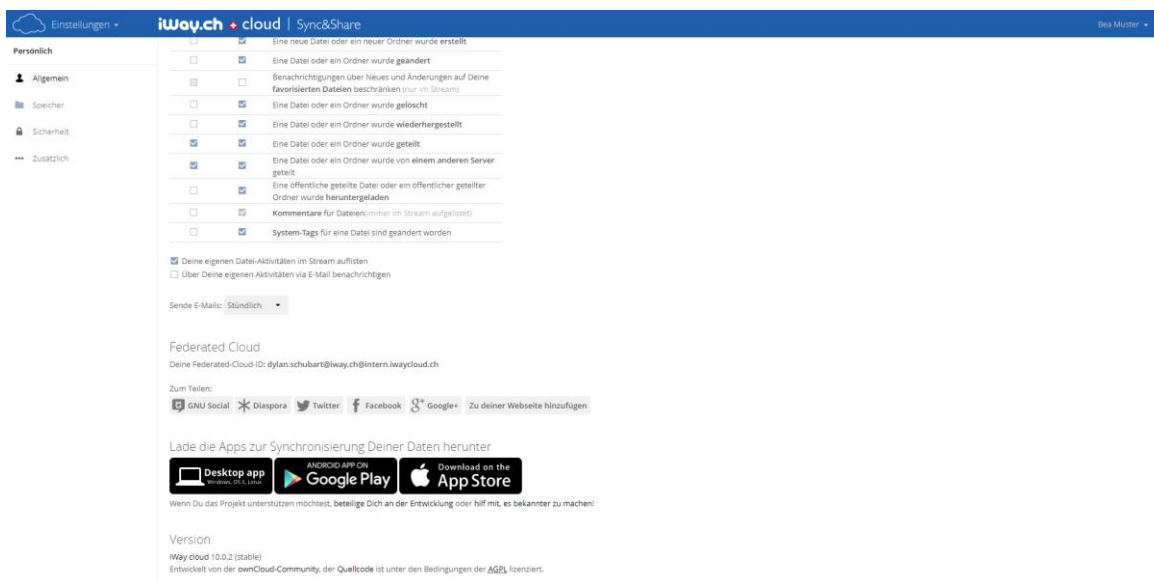 Einstellungen
iWay.ch cloud | Sync&Share
Bea Muster
Persönlich
Allgemein
Speicher
Sicherheit
Zusätzlich
Eine neue Datei oder ein neuer Ordner wurde erstellt
Eine Datei oder ein Ordner wurde geändert
Benachrichtigungen über Neues und Änderungen auf Deine
favorisierten Dateien beschränken (nur im Stream)
Eine Datei oder ein Ordner wurde gelöscht
Eine Datei oder ein Ordner wurde wiederhergestellt
Eine Datei oder ein Ordner wurde geteilt
Eine Datei oder ein Ordner wurde von einem anderen Server
geteilt
Eine öffentliche geteilte Datei oder ein öffentlicher geteilter
Ordner wurde heruntergeladen
Kommentare für Dateien(immer im Stream aufgelistet)
System-Tags für eine Datei sind geändert worden
Deine eigenen Datei-Aktivitäten im Stream auflisten
Über Deine eigenen Aktivitäten via E-Mail benachrichtigen
Sende E-Mails: Stündlich
Federated Cloud
Deine Federated-Cloud-ID: dylan.schubart@iway.ch@intern.iwaycloud.ch
Zum Teilen:
GNU Social Diaspora Twitter Facebook Google+ Zu deiner Webseite hinzufügen
Lade die Apps zur Synchronisierung Deiner Daten herunter
Desktop app
Windows, OS X, Linux
ANDROID APP ON
Google Play
Download on the
App Store
Wenn Du das Projekt unterstützen möchtest, beteilige Dich an der Entwicklung oder hilf mit, es bekannter zu machen!
Version
iWay cloud 10.0.2 (stable)
Entwickelt von der ownCloud-Community, der Quellcode ist unter den Bedingungen der AGPL lizenziert.